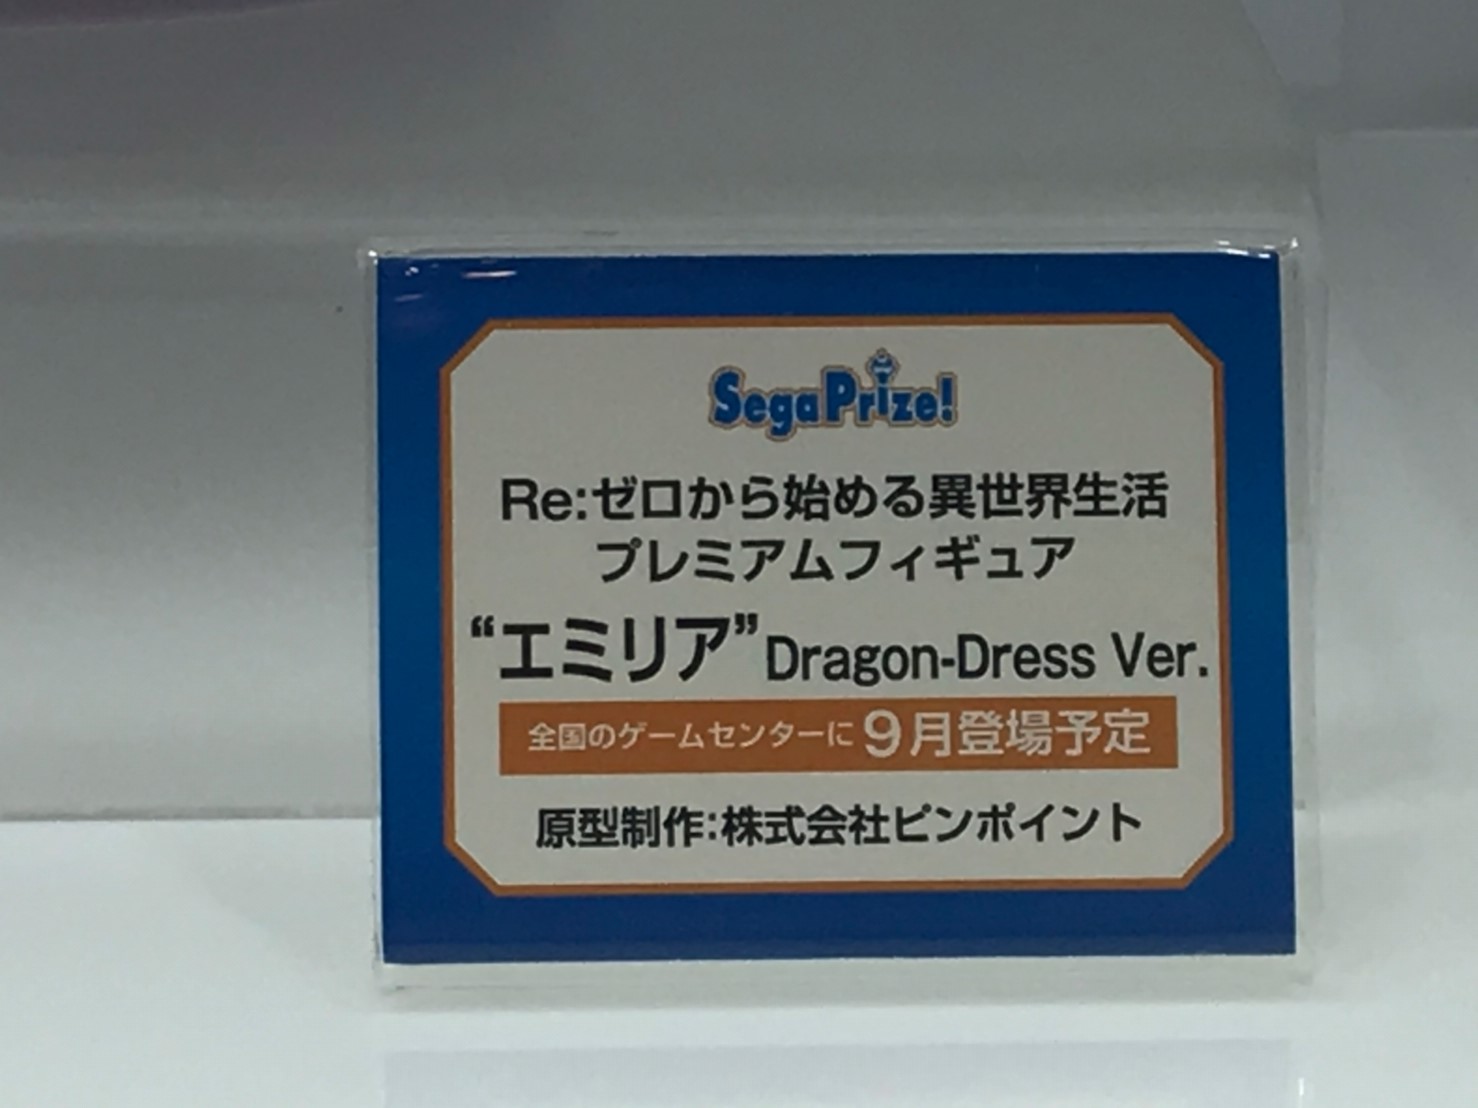 SegaPrize!
Re:ゼロから始める異世界生活
プレミアムフィギュア
“エミリア” Dragon-Dress Ver.
全国のゲームセンターに 9月登場予定
原型制作:株式会社ピンポイント